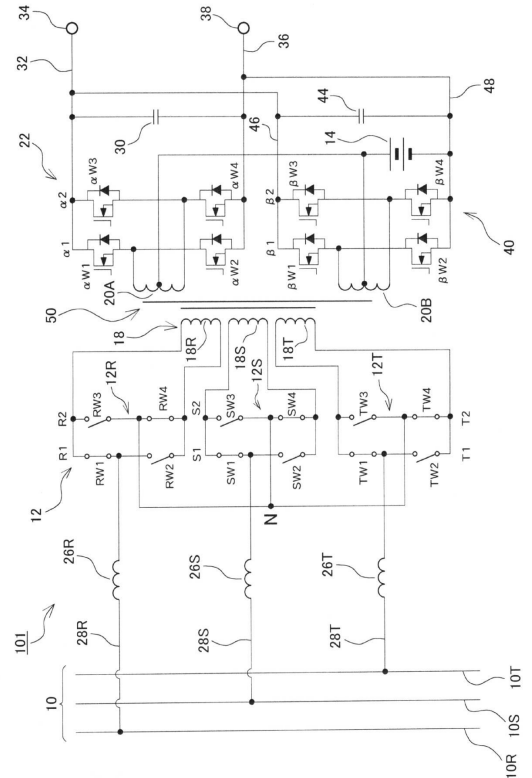 101
10
10R
10S
10T
28R
28S
28T
26R
26S
26T
12
12R
12S
12T
R1
R2
RW1
RW2
RW3
RW4
S1
S2
SW1
SW2
SW3
SW4
T1
T2
TW1
TW2
TW3
TW4
N
18
18R
18S
18T
50
20A
20B
22
α1
α2
αW1
αW2
αW3
αW4
β1
β2
βW1
βW2
βW3
βW4
40
30
32
34
36
38
46
44
14
48